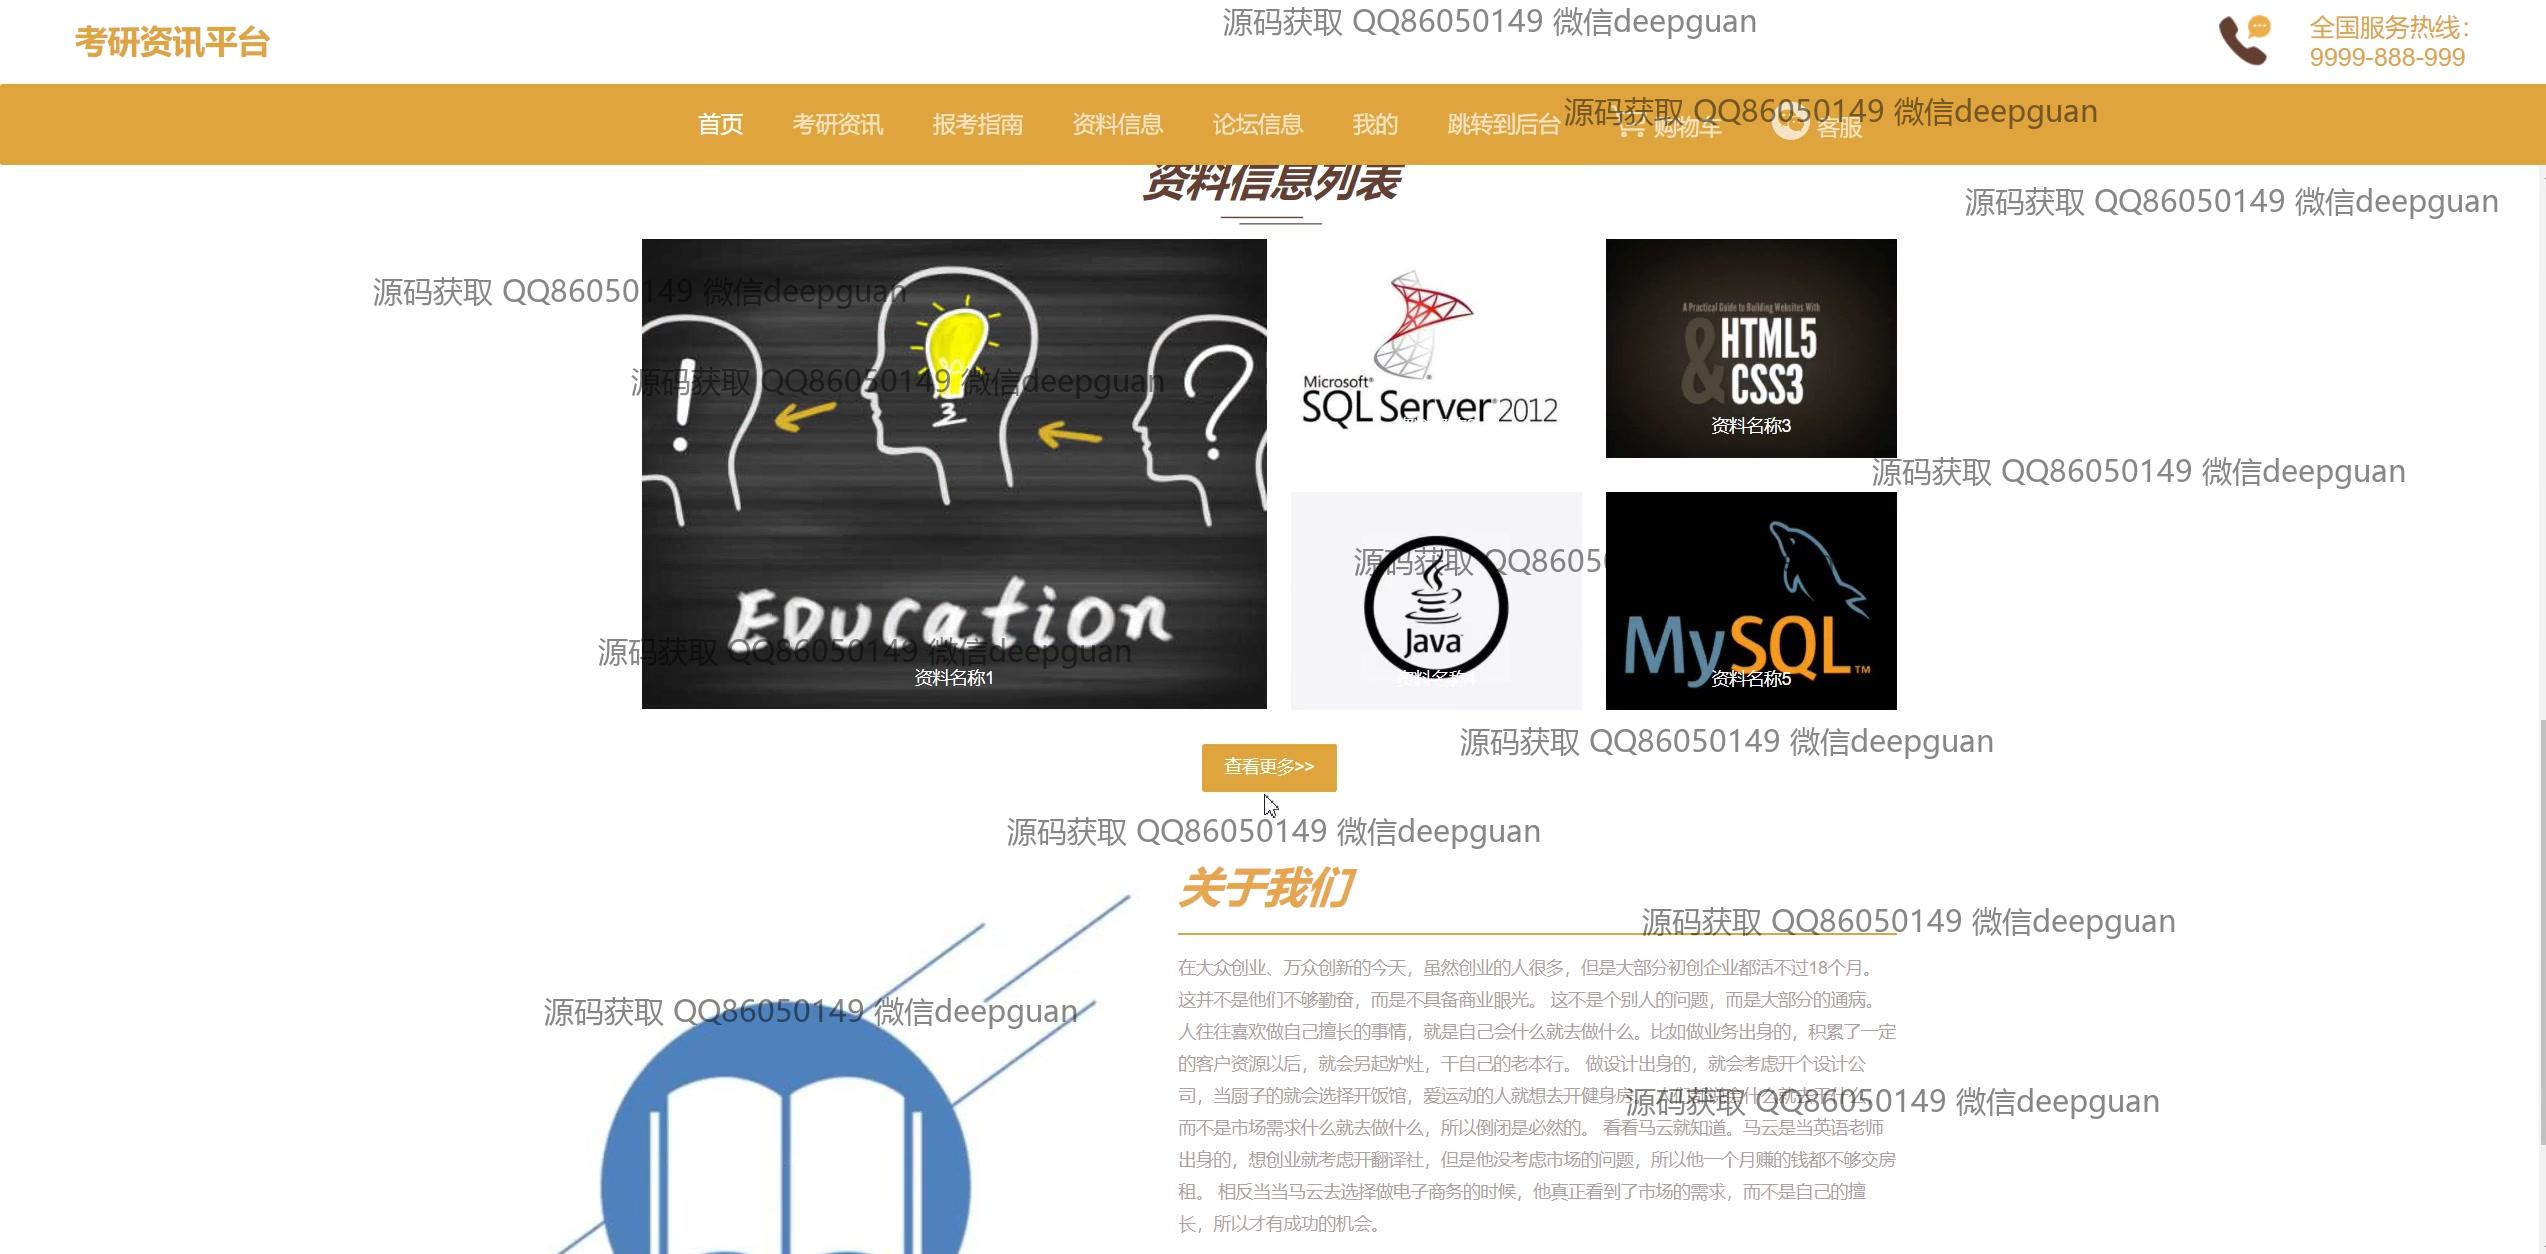 考研资讯平台
源码获取 QQ86050149 微信deepguan
全国服务热线：
9999-888-999
首页 考研资讯 报考指南 资料信息 论坛信息 我的 跳转到后台 购物车 客服
源码获取 QQ86050149 微信deepguan
资料信息列表
源码获取 QQ86050149 微信deepguan
源码获取 QQ86050149 微信deepguan
源码获取 QQ86050149 微信deepguan
EDUCATION
源码获取 QQ86050149 微信deepguan
资料名称1
Microsoft®
SQL Server® 2012
A Practical Guide to Building Websites With
& HTML5
CSS3
资料名称3
源码获取 QQ86050149 微信deepguan
源码获取 QQ8605
Java
资料名称4
MySQL™
资料名称5
源码获取 QQ86050149 微信deepguan
查看更多>>
源码获取 QQ86050149 微信deepguan
关于我们
源码获取 QQ86050149 微信deepguan
在大众创业、万众创新的今天，虽然创业的人很多，但是大部分初创企业都活不过18个月。
这并不是他们不够勤奋，而是不具备商业眼光。 这不是个别人的问题，而是大部分的通病。
源码获取 QQ86050149 微信deepguan
人往往喜欢做自己擅长的事情，就是自己会什么就去做什么。比如做业务出身的，积累了一定
的客户资源以后，就会另起炉灶，干自己的老本行。 做设计出身的，就会考虑开个设计公
司，当厨子的就会选择开饭馆，爱运动的人就想去开健身房
源码获取 QQ86050149 微信deepguan
而不是市场需求什么就去做什么，所以倒闭是必然的。 看看马云就知道。马云是当英语老师
出身的，想创业就考虑开翻译社，但是他没考虑市场的问题，所以他一个月赚的钱都不够交房
租。 相反当当马云去选择做电子商务的时候，他真正看到了市场的需求，而不是自己的擅
长，所以才有成功的机会。